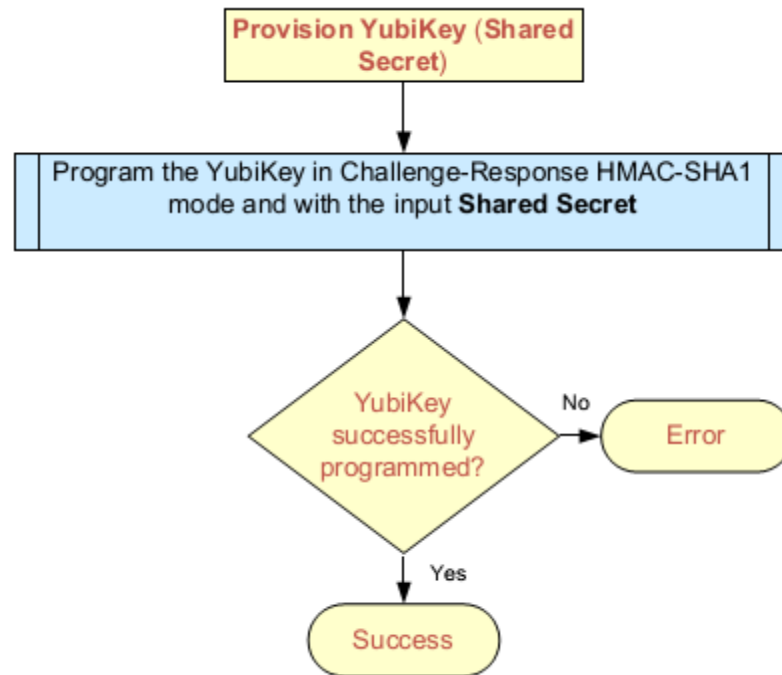 Provision YubiKey (Shared
Secret)
Program the YubiKey in Challenge-Response HMAC-SHA1
mode and with the input Shared Secret
YubiKey
successfully
programmed?
No
Error
Yes
Success